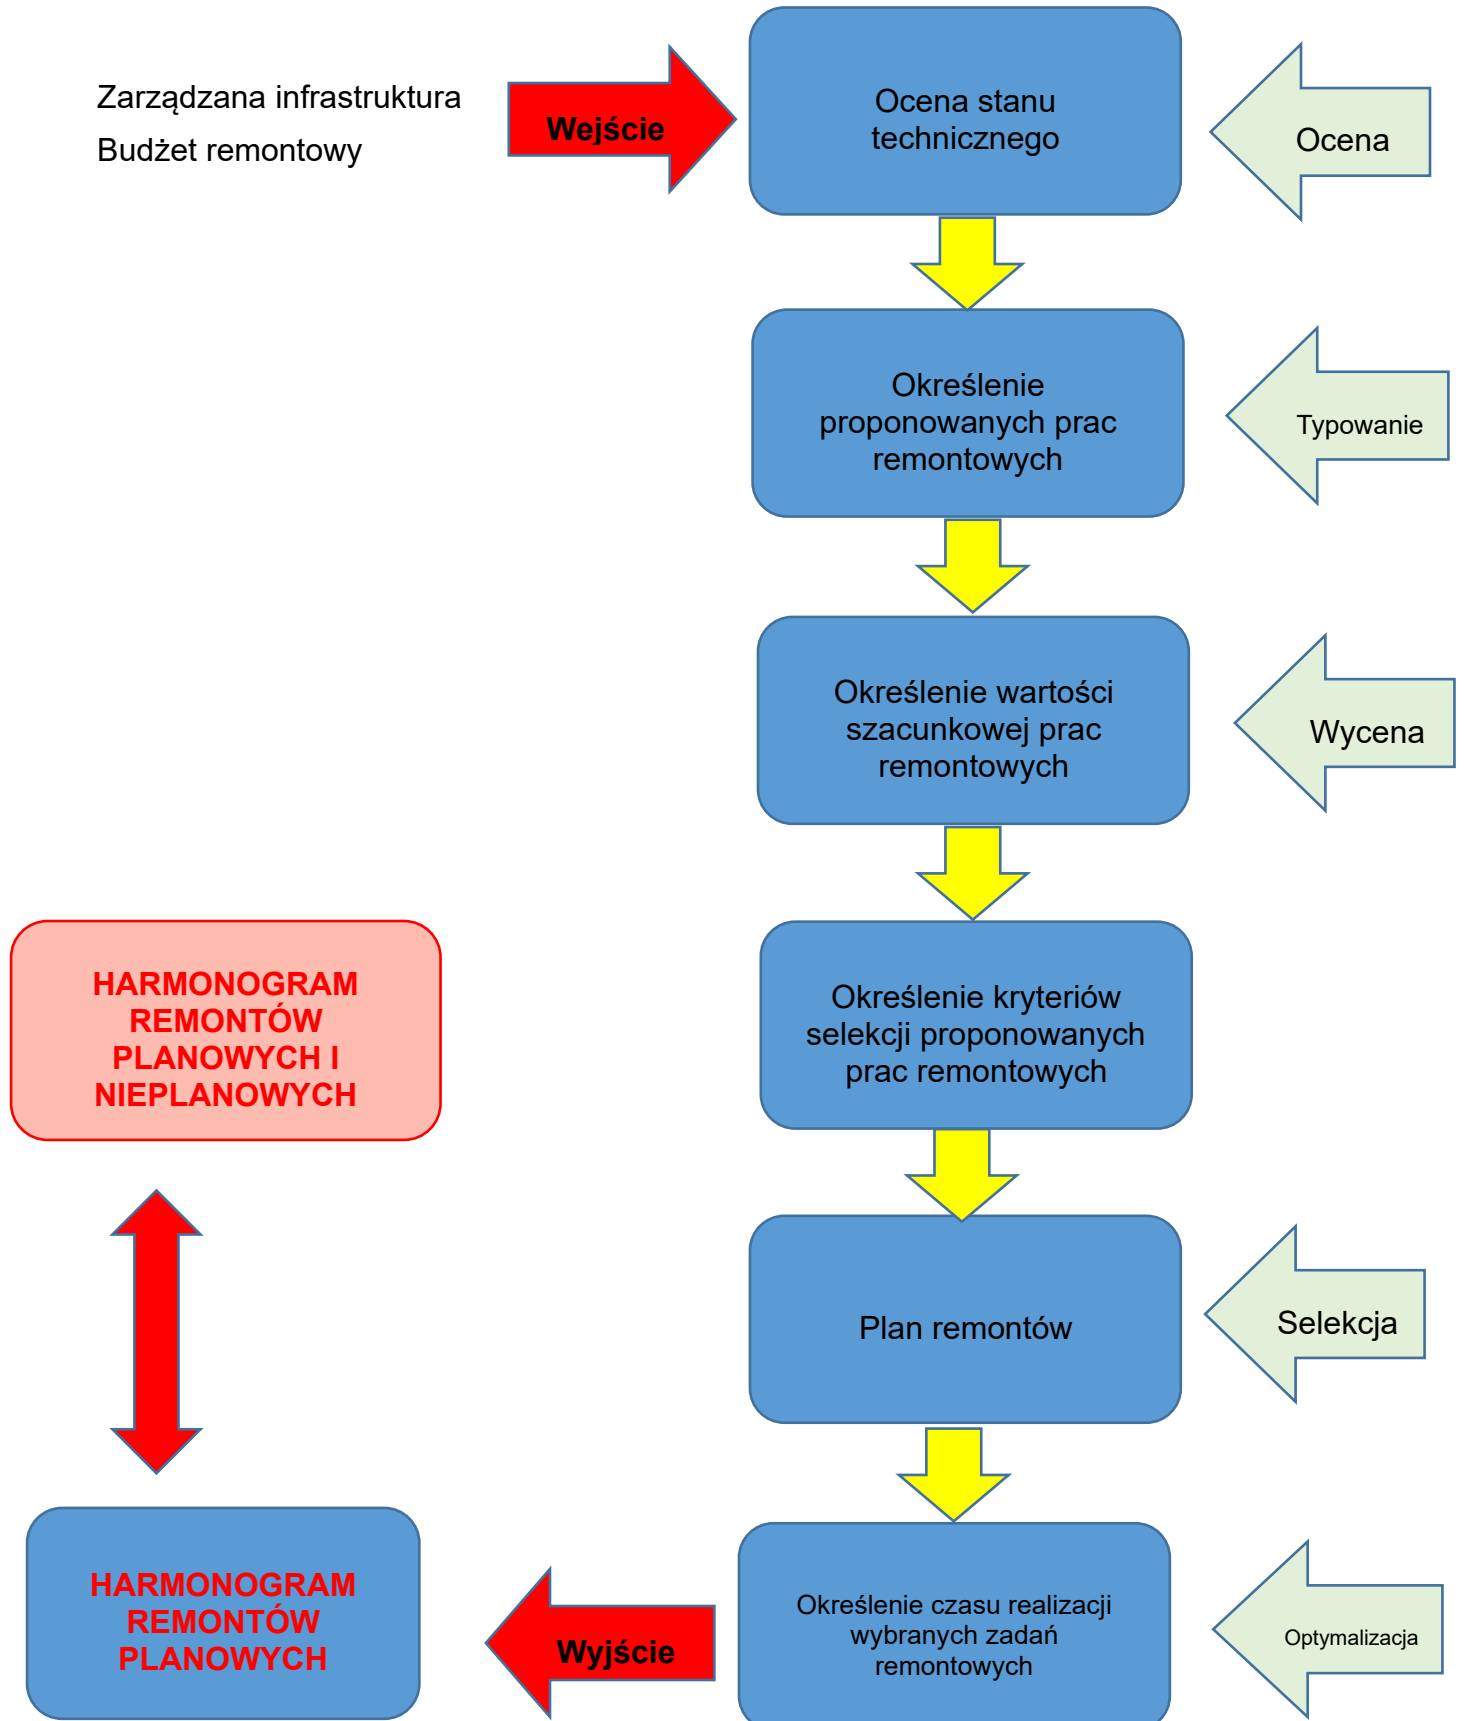 Zarządzana infrastruktura
Budżet remontowy
Wejście
Ocena stanu
technicznego
Ocena
Określenie
proponowanych prac
remontowych
Typowanie
Określenie wartości
szacunkowej prac
remontowych
Wycena
HARMONOGRAM
REMONTÓW
PLANOWYCH I
NIEPLANOWYCH
Określenie kryteriów
selekcji proponowanych
prac remontowych
Plan remontów
Selekcja
HARMONOGRAM
REMONTÓW
PLANOWYCH
Wyjście
Określenie czasu realizacji
wybranych zadań
remontowych
Optymalizacja